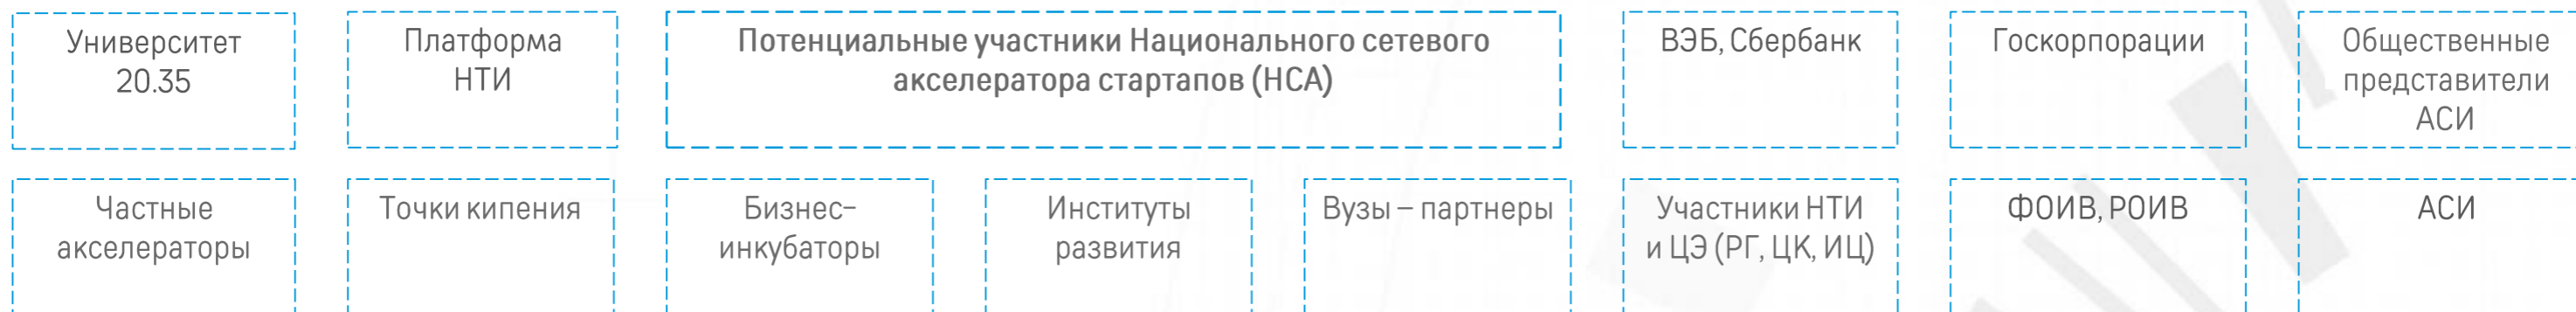 Университет
20.35
Платформа
НТИ
Потенциальные участники Национального сетевого
акселератора стартапов (НСА)
ВЭБ, Сбербанк
Госкорпорации
Общественные
представители
АСИ
Частные
акселераторы
Точки кипения
Бизнес–
инкубаторы
Институты
развития
Вузы – партнеры
Участники НТИ
и ЦЭ (РГ, ЦК, ИЦ)
ФОИВ, РОИВ
АСИ